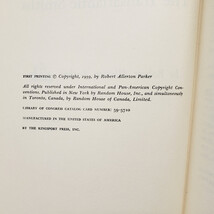 FIRST PRINTING © Copyright, 1959, by Robert Allerton Parker
All rights reserved under International and Pan-American Copyright Con-
ventions. Published in New York by Random House, Inc., and simultaneously
in Toronto, Canada, by Random House of Canada, Limited.
LIBRARY OF CONGRESS CATALOG CARD NUMBER: 59-5710
MANUFACTURED IN THE UNITED STATES OF AMERICA
BY THE KINGSPORT PRESS, INC.